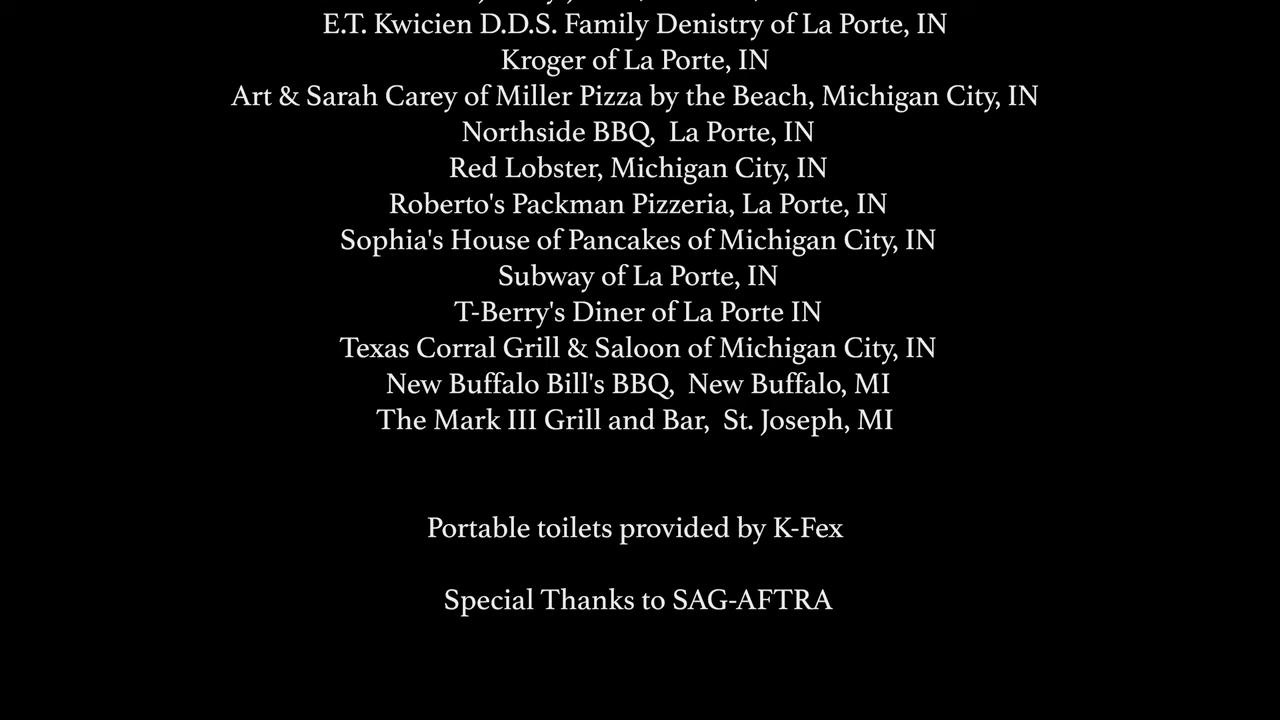 E.T. Kwicien D.D.S. Family Denistry of La Porte, IN
Kroger of La Porte, IN
Art & Sarah Carey of Miller Pizza by the Beach, Michigan City, IN
Northside BBQ,  La Porte, IN
Red Lobster, Michigan City, IN
Roberto's Packman Pizzeria, La Porte, IN
Sophia's House of Pancakes of Michigan City, IN
Subway of La Porte, IN
T-Berry's Diner of La Porte IN
Texas Corral Grill & Saloon of Michigan City, IN
New Buffalo Bill's BBQ,  New Buffalo, MI
The Mark III Grill and Bar,  St. Joseph, MI
Portable toilets provided by K-Fex
Special Thanks to SAG-AFTRA